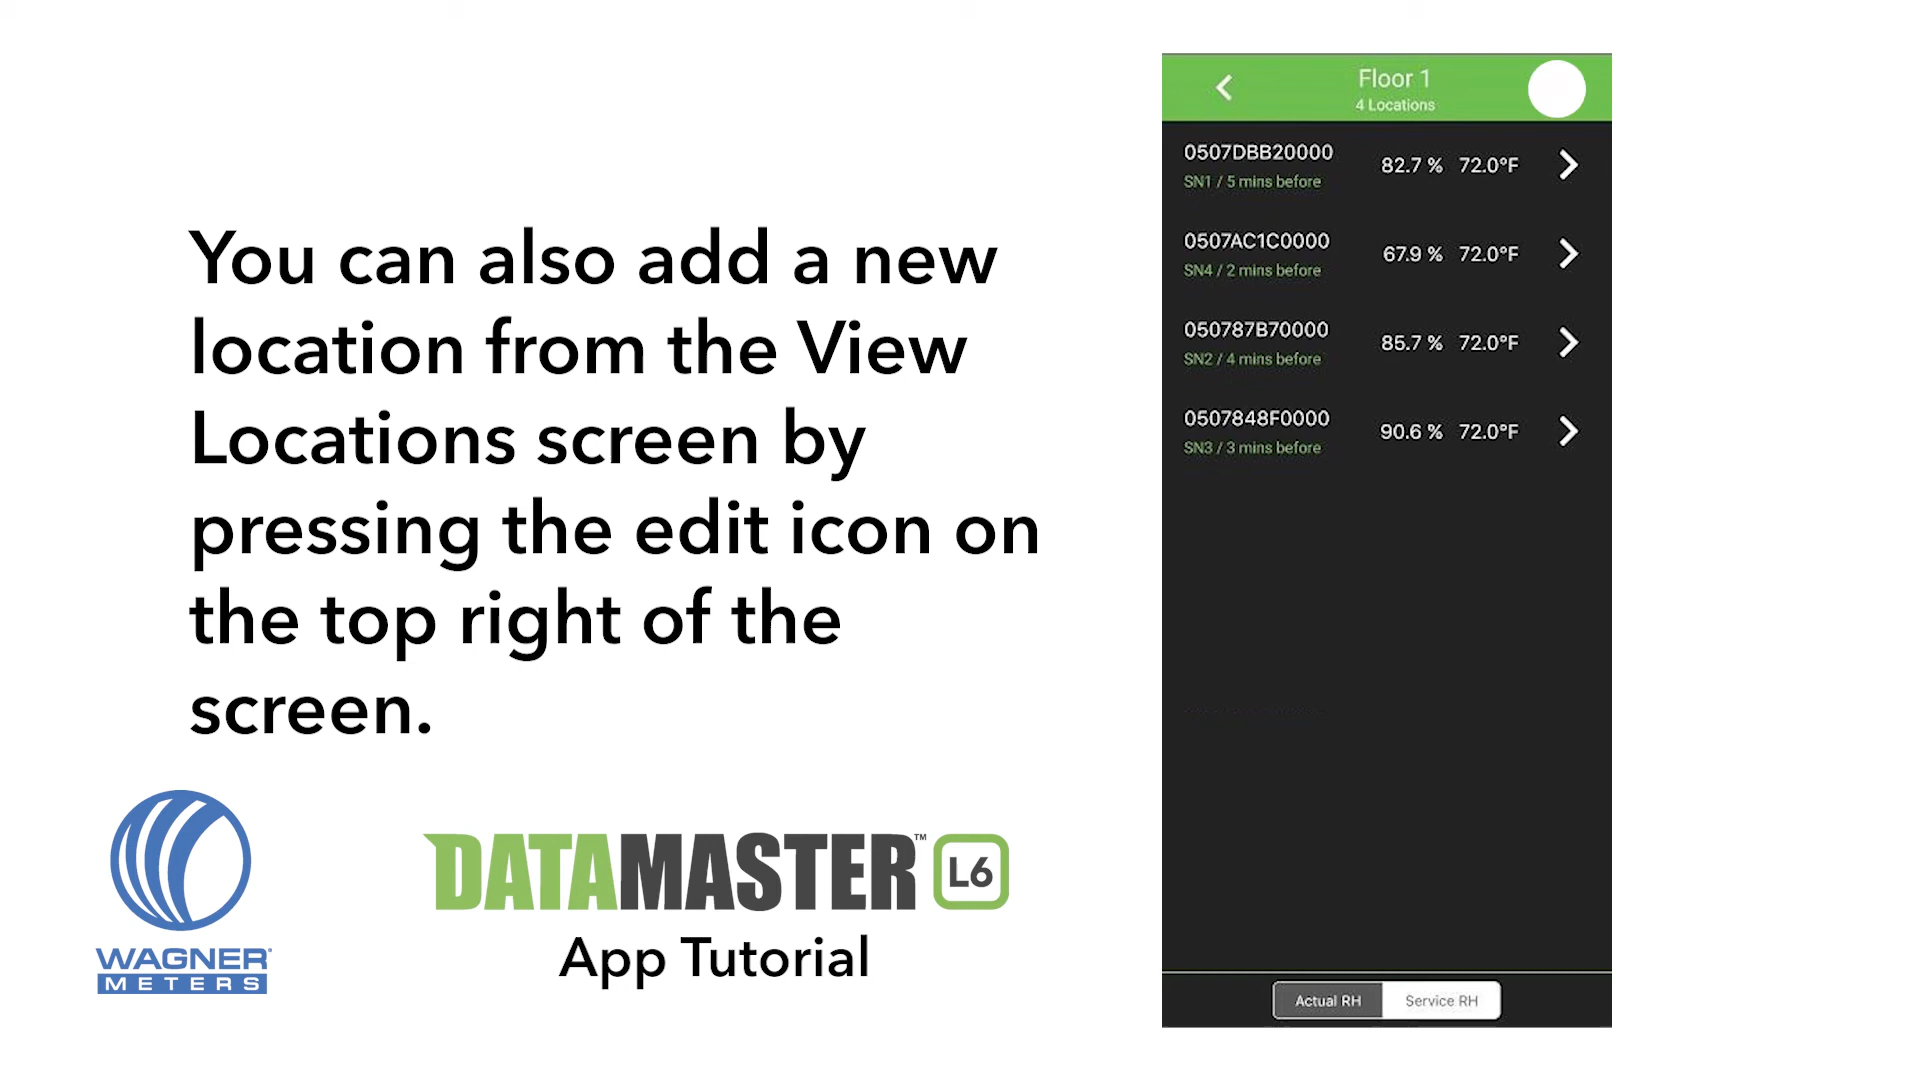 You can also add a new
location from the View
Locations screen by
pressing the edit icon on
the top right of the
screen.
WAGNER®
METERS
DATAMASTER™ L6
App Tutorial
Floor 1
4 Locations
0507DBB20000 82.7 % 72.0°F
SN1 / 5 mins before
0507AC1C0000 67.9 % 72.0°F
SN4 / 2 mins before
050787B70000 85.7 % 72.0°F
SN2 / 4 mins before
0507848F0000 90.6 % 72.0°F
SN3 / 3 mins before
Actual RH Service RH